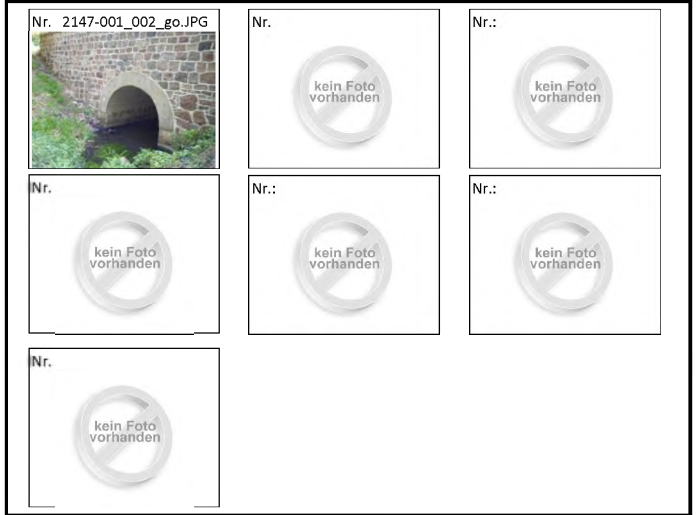 Nr. 2147-001_002_go.JPG
Nr.
Nr.:
kein Foto
vorhanden
kein Foto
vorhanden
Nr.
Nr.:
Nr.:
kein Foto
vorhanden
kein Foto
vorhanden
kein Foto
vorhanden
Nr.
kein Foto
vorhanden